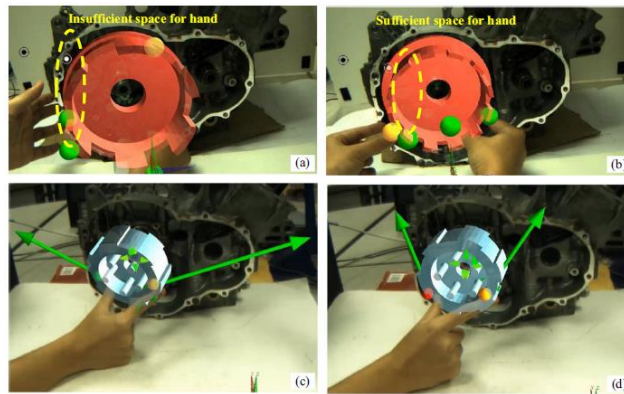 Insufficient space for hand
Sufficient space for hand
(a)
(b)
(c)
(d)